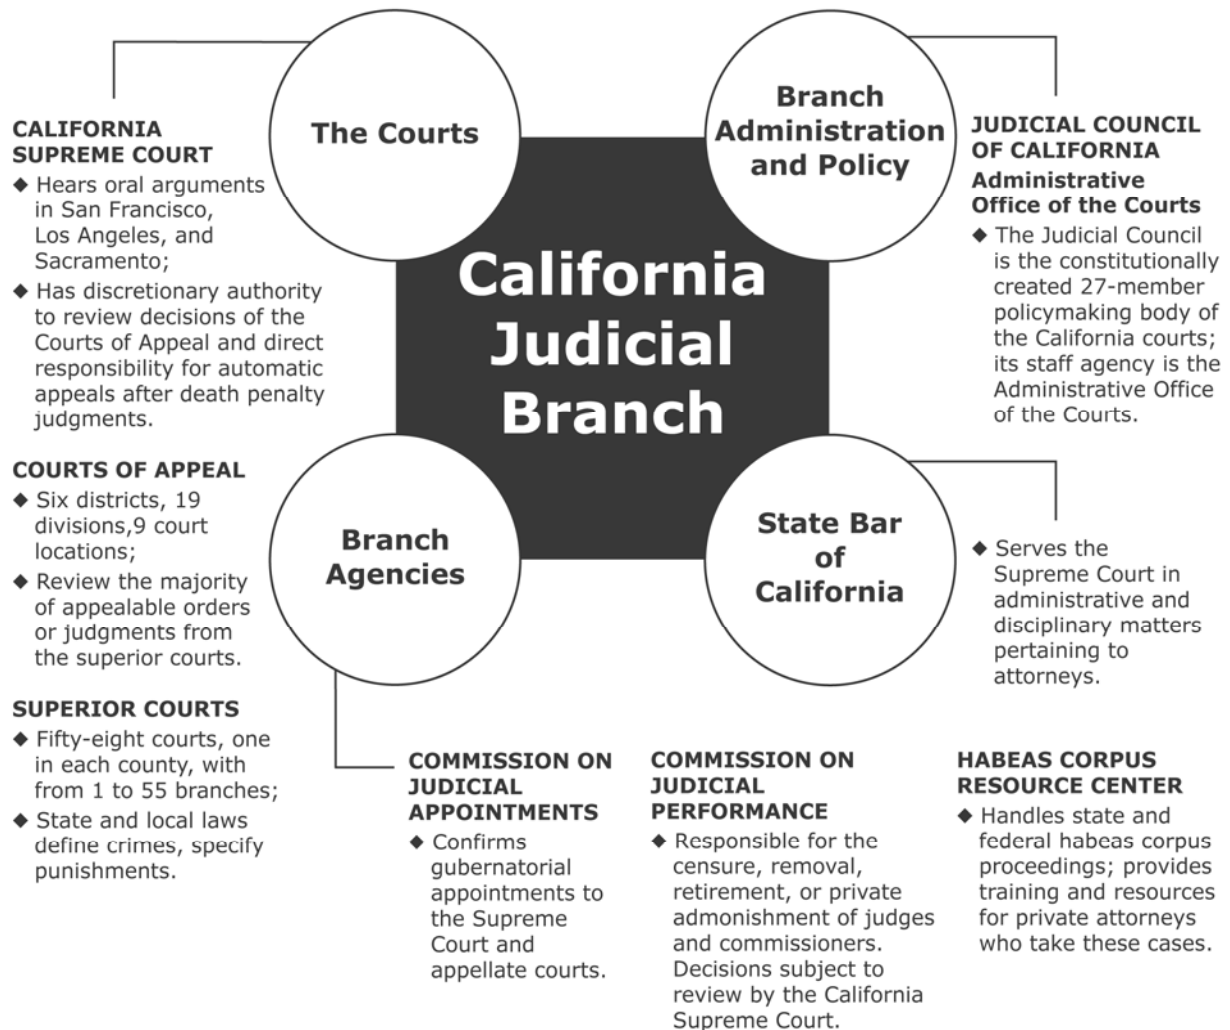 The Courts
CALIFORNIA
SUPREME COURT
◆ Hears oral arguments
in San Francisco,
Los Angeles, and
Sacramento;
◆ Has discretionary authority
to review decisions of the
Courts of Appeal and direct
responsibility for automatic
appeals after death penalty
judgments.
COURTS OF APPEAL
◆ Six districts, 19
divisions,9 court
locations;
◆ Review the majority
of appealable orders
or judgments from
the superior courts.
SUPERIOR COURTS
◆ Fifty-eight courts, one
in each county, with
from 1 to 55 branches;
◆ State and local laws
define crimes, specify
punishments.
California
Judicial
Branch
Branch
Administration
and Policy
JUDICIAL COUNCIL
OF CALIFORNIA
Administrative
Office of the Courts
◆ The Judicial Council
is the constitutionally
created 27-member
policymaking body of
the California courts;
its staff agency is the
Administrative Office
of the Courts.
Branch
Agencies
State Bar
of
California
◆ Serves the
Supreme Court in
administrative and
disciplinary matters
pertaining to
attorneys.
COMMISSION ON
JUDICIAL
APPOINTMENTS
◆ Confirms
gubernatorial
appointments to
the Supreme
Court and
appellate courts.
COMMISSION ON
JUDICIAL
PERFORMANCE
◆ Responsible for the
censure, removal,
retirement, or private
admonishment of judges
and commissioners.
Decisions subject to
review by the California
Supreme Court.
HABEAS CORPUS
RESOURCE CENTER
◆ Handles state and
federal habeas corpus
proceedings; provides
training and resources
for private attorneys
who take these cases.